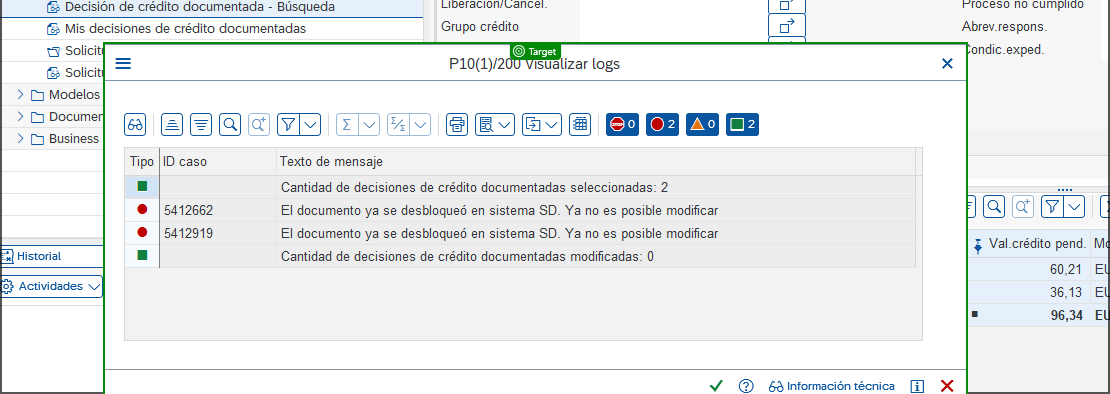 Decisión de crédito documentada - Búsqueda
Mis decisiones de crédito documentadas
Solicit
Solicit
Modelos
Documen
Business
Historial
Actividades
Liberación/Cancel.
Grupo crédito
Proceso no cumplido
Abrev.respons.
Condic.exped.
Target
P10(1)/200 Visualizar logs
0 2 0 2
Tipo ID caso Texto de mensaje
Cantidad de decisiones de crédito documentadas seleccionadas: 2
5412662 El documento ya se desbloqueó en sistema SD. Ya no es posible modificar
5412919 El documento ya se desbloqueó en sistema SD. Ya no es posible modificar
Cantidad de decisiones de crédito documentadas modificadas: 0
Información técnica
Val.crédito pend. Mo
60,21 EU
36,13 EU
96,34 EU